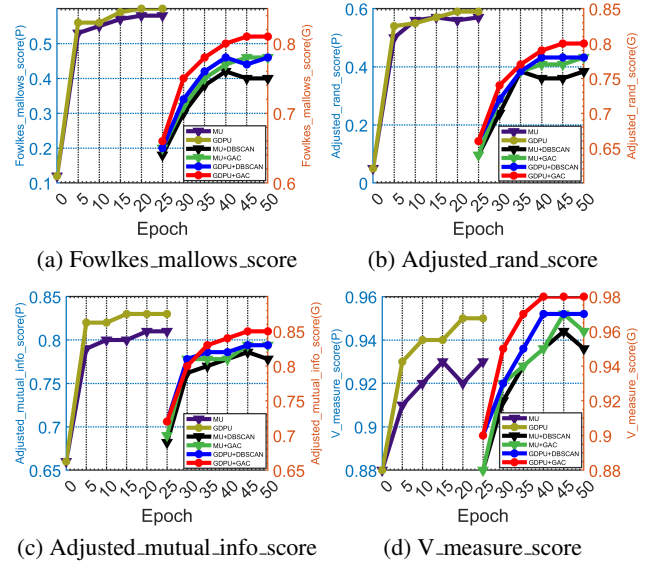 0.5
0.4
0.3
0.2
0.1
Fowlkes_mallows_score(P)
0.8
0.7
0.6
Fowlkes_mallows_score(G)
MU
GDPU
MU+DBSCAN
MU+GAC
GDPU+DBSCAN
GDPU+GAC
0 5 10 15 20 25 25 30 35 40 45 50
Epoch
(a) Fowlkes_mallows_score
0.6
0.4
0.2
0
Adjusted_rand_score(P)
0.85
0.8
0.75
0.7
0.65
Adjusted_rand_score(G)
MU
GDPU
MU+DBSCAN
MU+GAC
GDPU+DBSCAN
GDPU+GAC
0 5 10 15 20 25 25 30 35 40 45 50
Epoch
(b) Adjusted_rand_score
0.85
0.8
0.75
0.7
0.65
Adjusted_mutual_info_score(P)
0.85
0.8
0.75
0.7
0.65
Adjusted_mutual_info_score(G)
MU
GDPU
MU+DBSCAN
MU+GAC
GDPU+DBSCAN
GDPU+GAC
0 5 10 15 20 25 25 30 35 40 45 50
Epoch
(c) Adjusted_mutual_info_score
0.96
0.94
0.92
0.9
0.88
V_measure_score(P)
0.98
0.96
0.94
0.92
0.9
0.88
V_measure_score(G)
MU
GDPU
MU+DBSCAN
MU+GAC
GDPU+DBSCAN
GDPU+GAC
0 5 10 15 20 25 25 30 35 40 45 50
Epoch
(d) V_measure_score